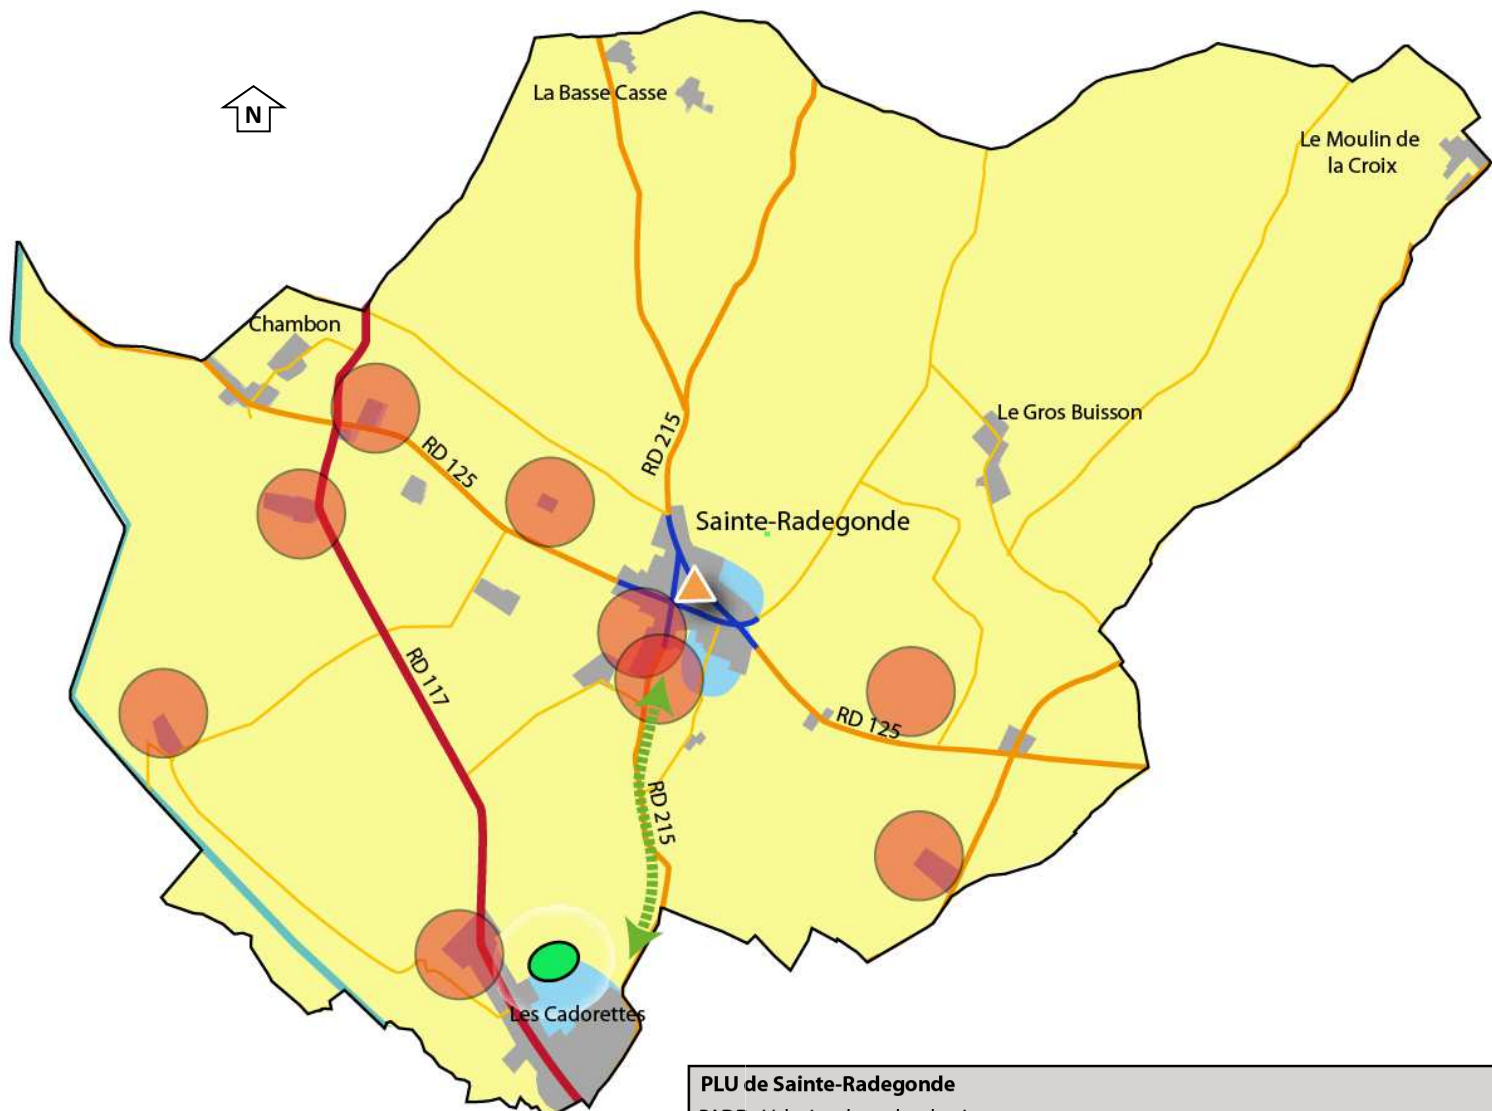 La Basse Casse
N
Le Moulin de
la Croix
Chambon
Le Gros Buisson
RD 215
RD 125
Sainte-Radegonde
RD 117
RD 125
RD 215
Les Cadorettes
PLU de Sainte-Radegonde